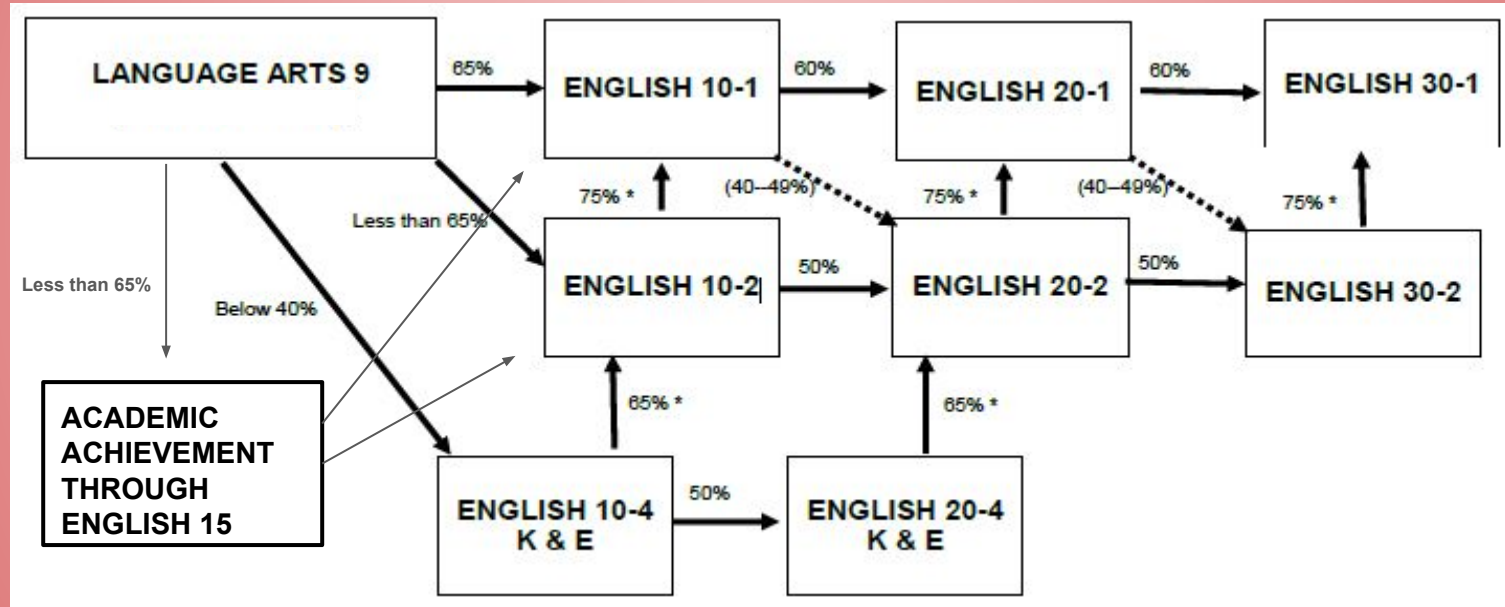 LANGUAGE ARTS 9
65%
ENGLISH 10-1
60%
ENGLISH 20-1
60%
ENGLISH 30-1
Less than 65%
75% *
(40--49%)
75% *
(40--49%)
75% *
Less than 65%
Below 40%
ENGLISH 10-2
50%
ENGLISH 20-2
50%
ENGLISH 30-2
ACADEMIC
ACHIEVEMENT
THROUGH
ENGLISH 15
65% *
65% *
ENGLISH 10-4
K & E
50%
ENGLISH 20-4
K & E